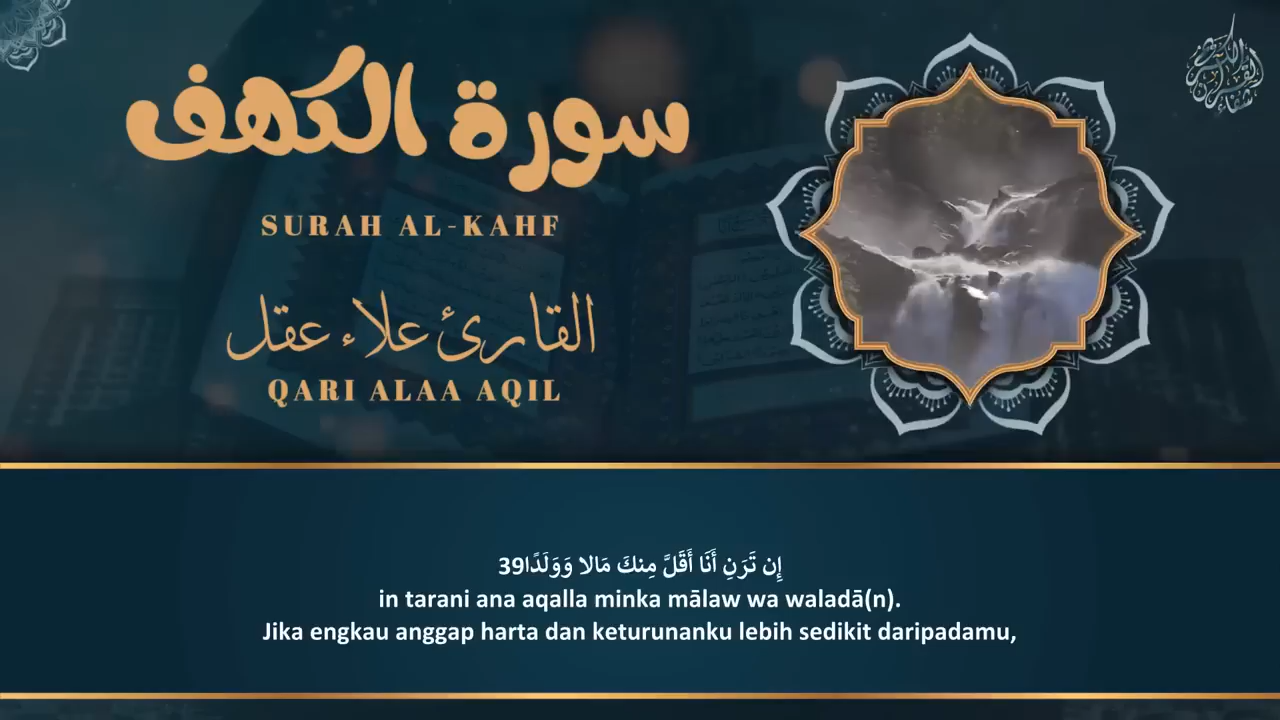 سورة الكهف
SURAH AL-KAHF
القارئ علاء عقل
QARI ALAA AQIL
إِن تَرَنِ أَنَا أَقَلَّ مِنكَ مَالا وَوَلَدًا39
in tarani ana aqalla minka mālaw wa waladā(n).
Jika engkau anggap harta dan keturunanku lebih sedikit daripadamu,